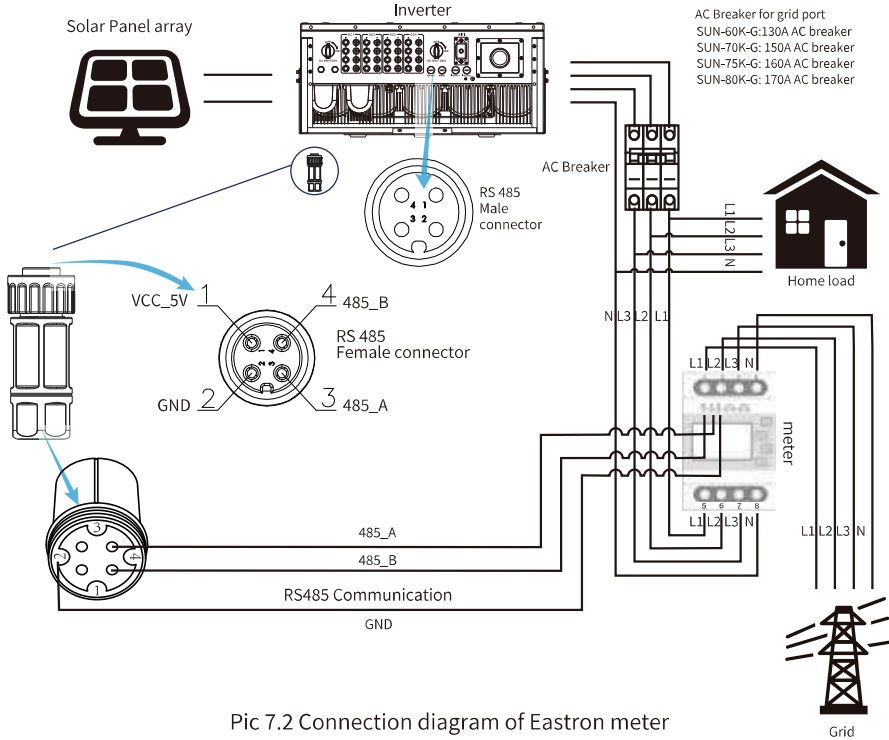 Solar Panel array
Inverter
AC Breaker for grid port
SUN-60K-G:130A AC breaker
SUN-70K-G: 150A AC breaker
SUN-75K-G: 160A AC breaker
SUN-80K-G: 170A AC breaker
AC Breaker
4 1
3 2
RS 485
Male
connector
L1
L2
L3
N
Home load
VCC_5V 1
4 485_B
RS 485
Female connector
GND 2
3 485_A
1 4
2 3
N L3 L2 L1
L1 L2 L3 N
meter
5 6 7 8
L1 L2 L3 N
L1 L2 L3 N
3
2 4
1
485_A
485_B
RS485 Communication
GND
Grid
Pic 7.2 Connection diagram of Eastron meter